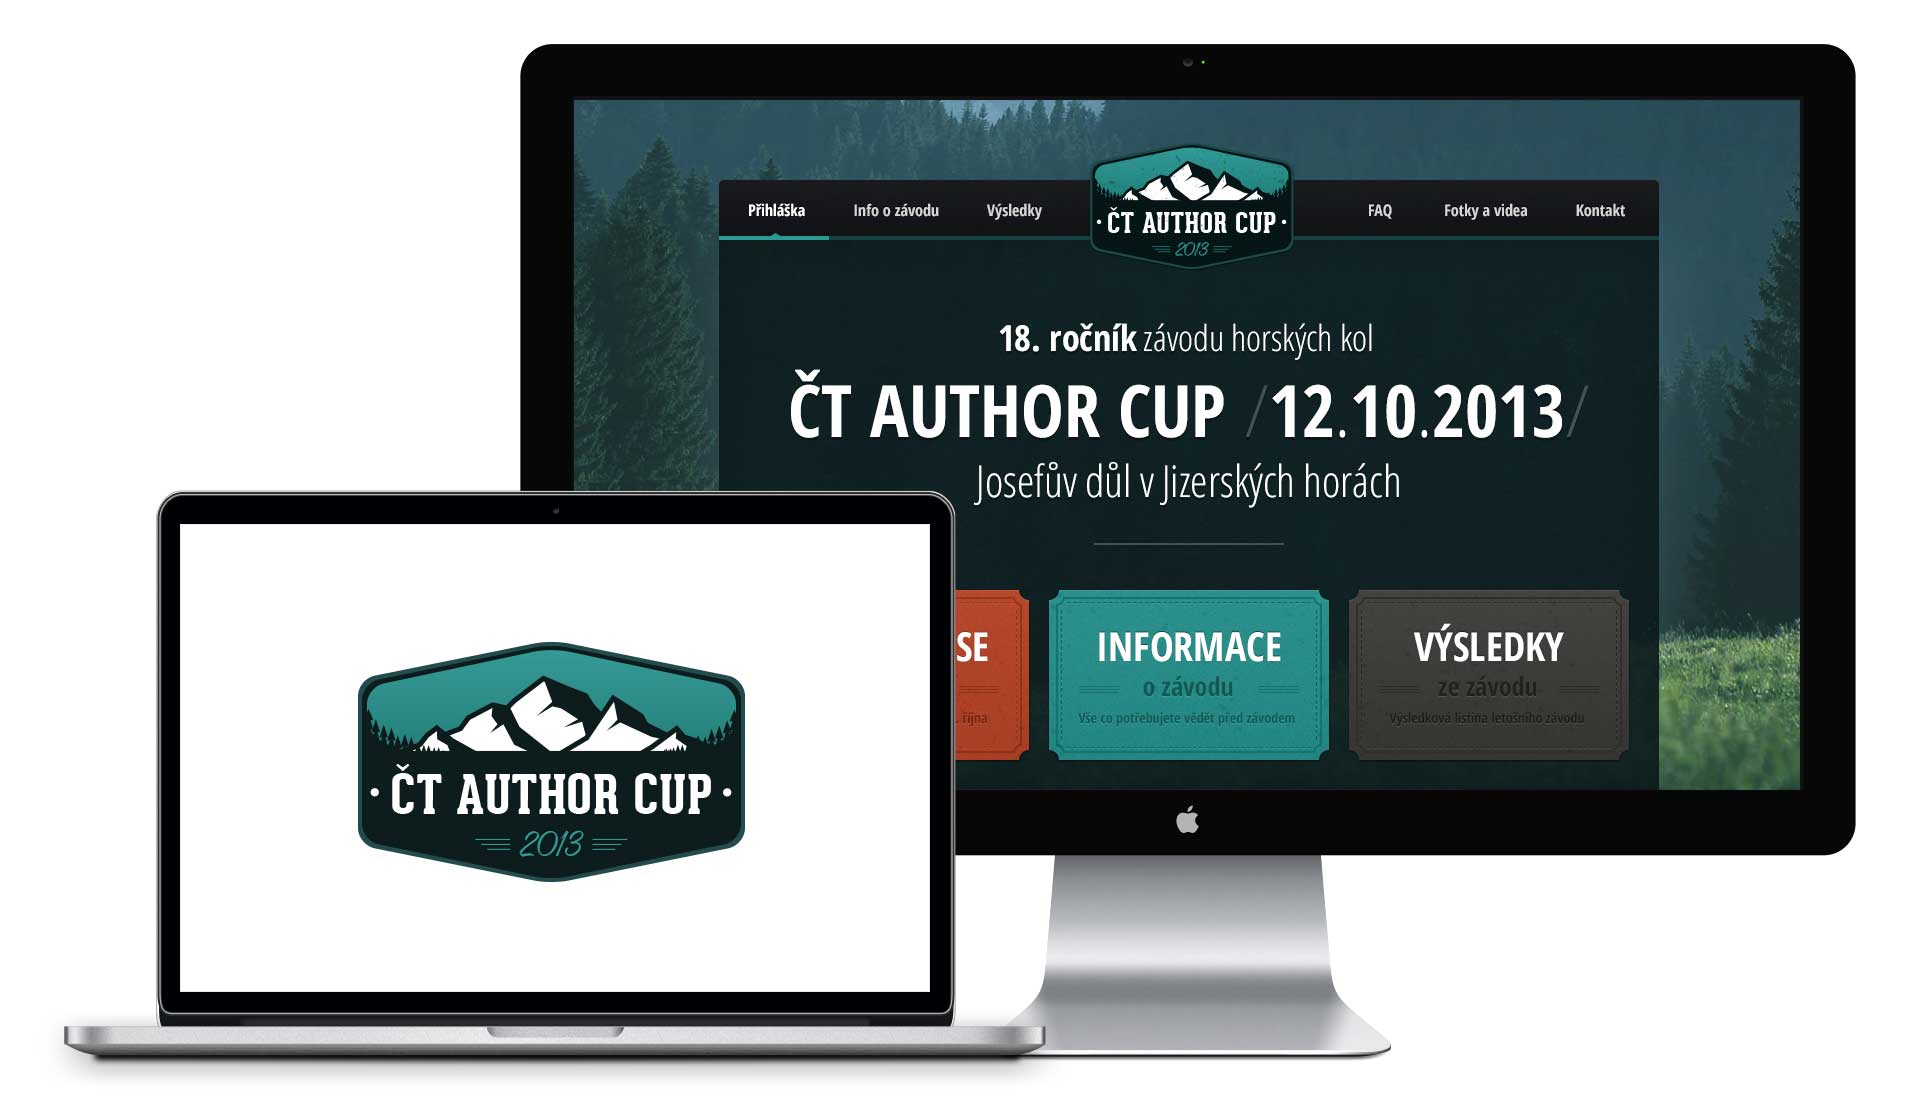 Přihláška Info o závodu Výsledky FAQ Fotky a videa Kontakt
· ČT AUTHOR CUP ·
2013
18. ročník závodu horských kol
ČT AUTHOR CUP /12.10.2013/
Josefův důl v Jizerských horách
SE
. října
INFORMACE
o závodu
Vše co potřebujete vědět před závodem
VÝSLEDKY
ze závodu
Výsledková listina letošního závodu
· ČT AUTHOR CUP ·
2013